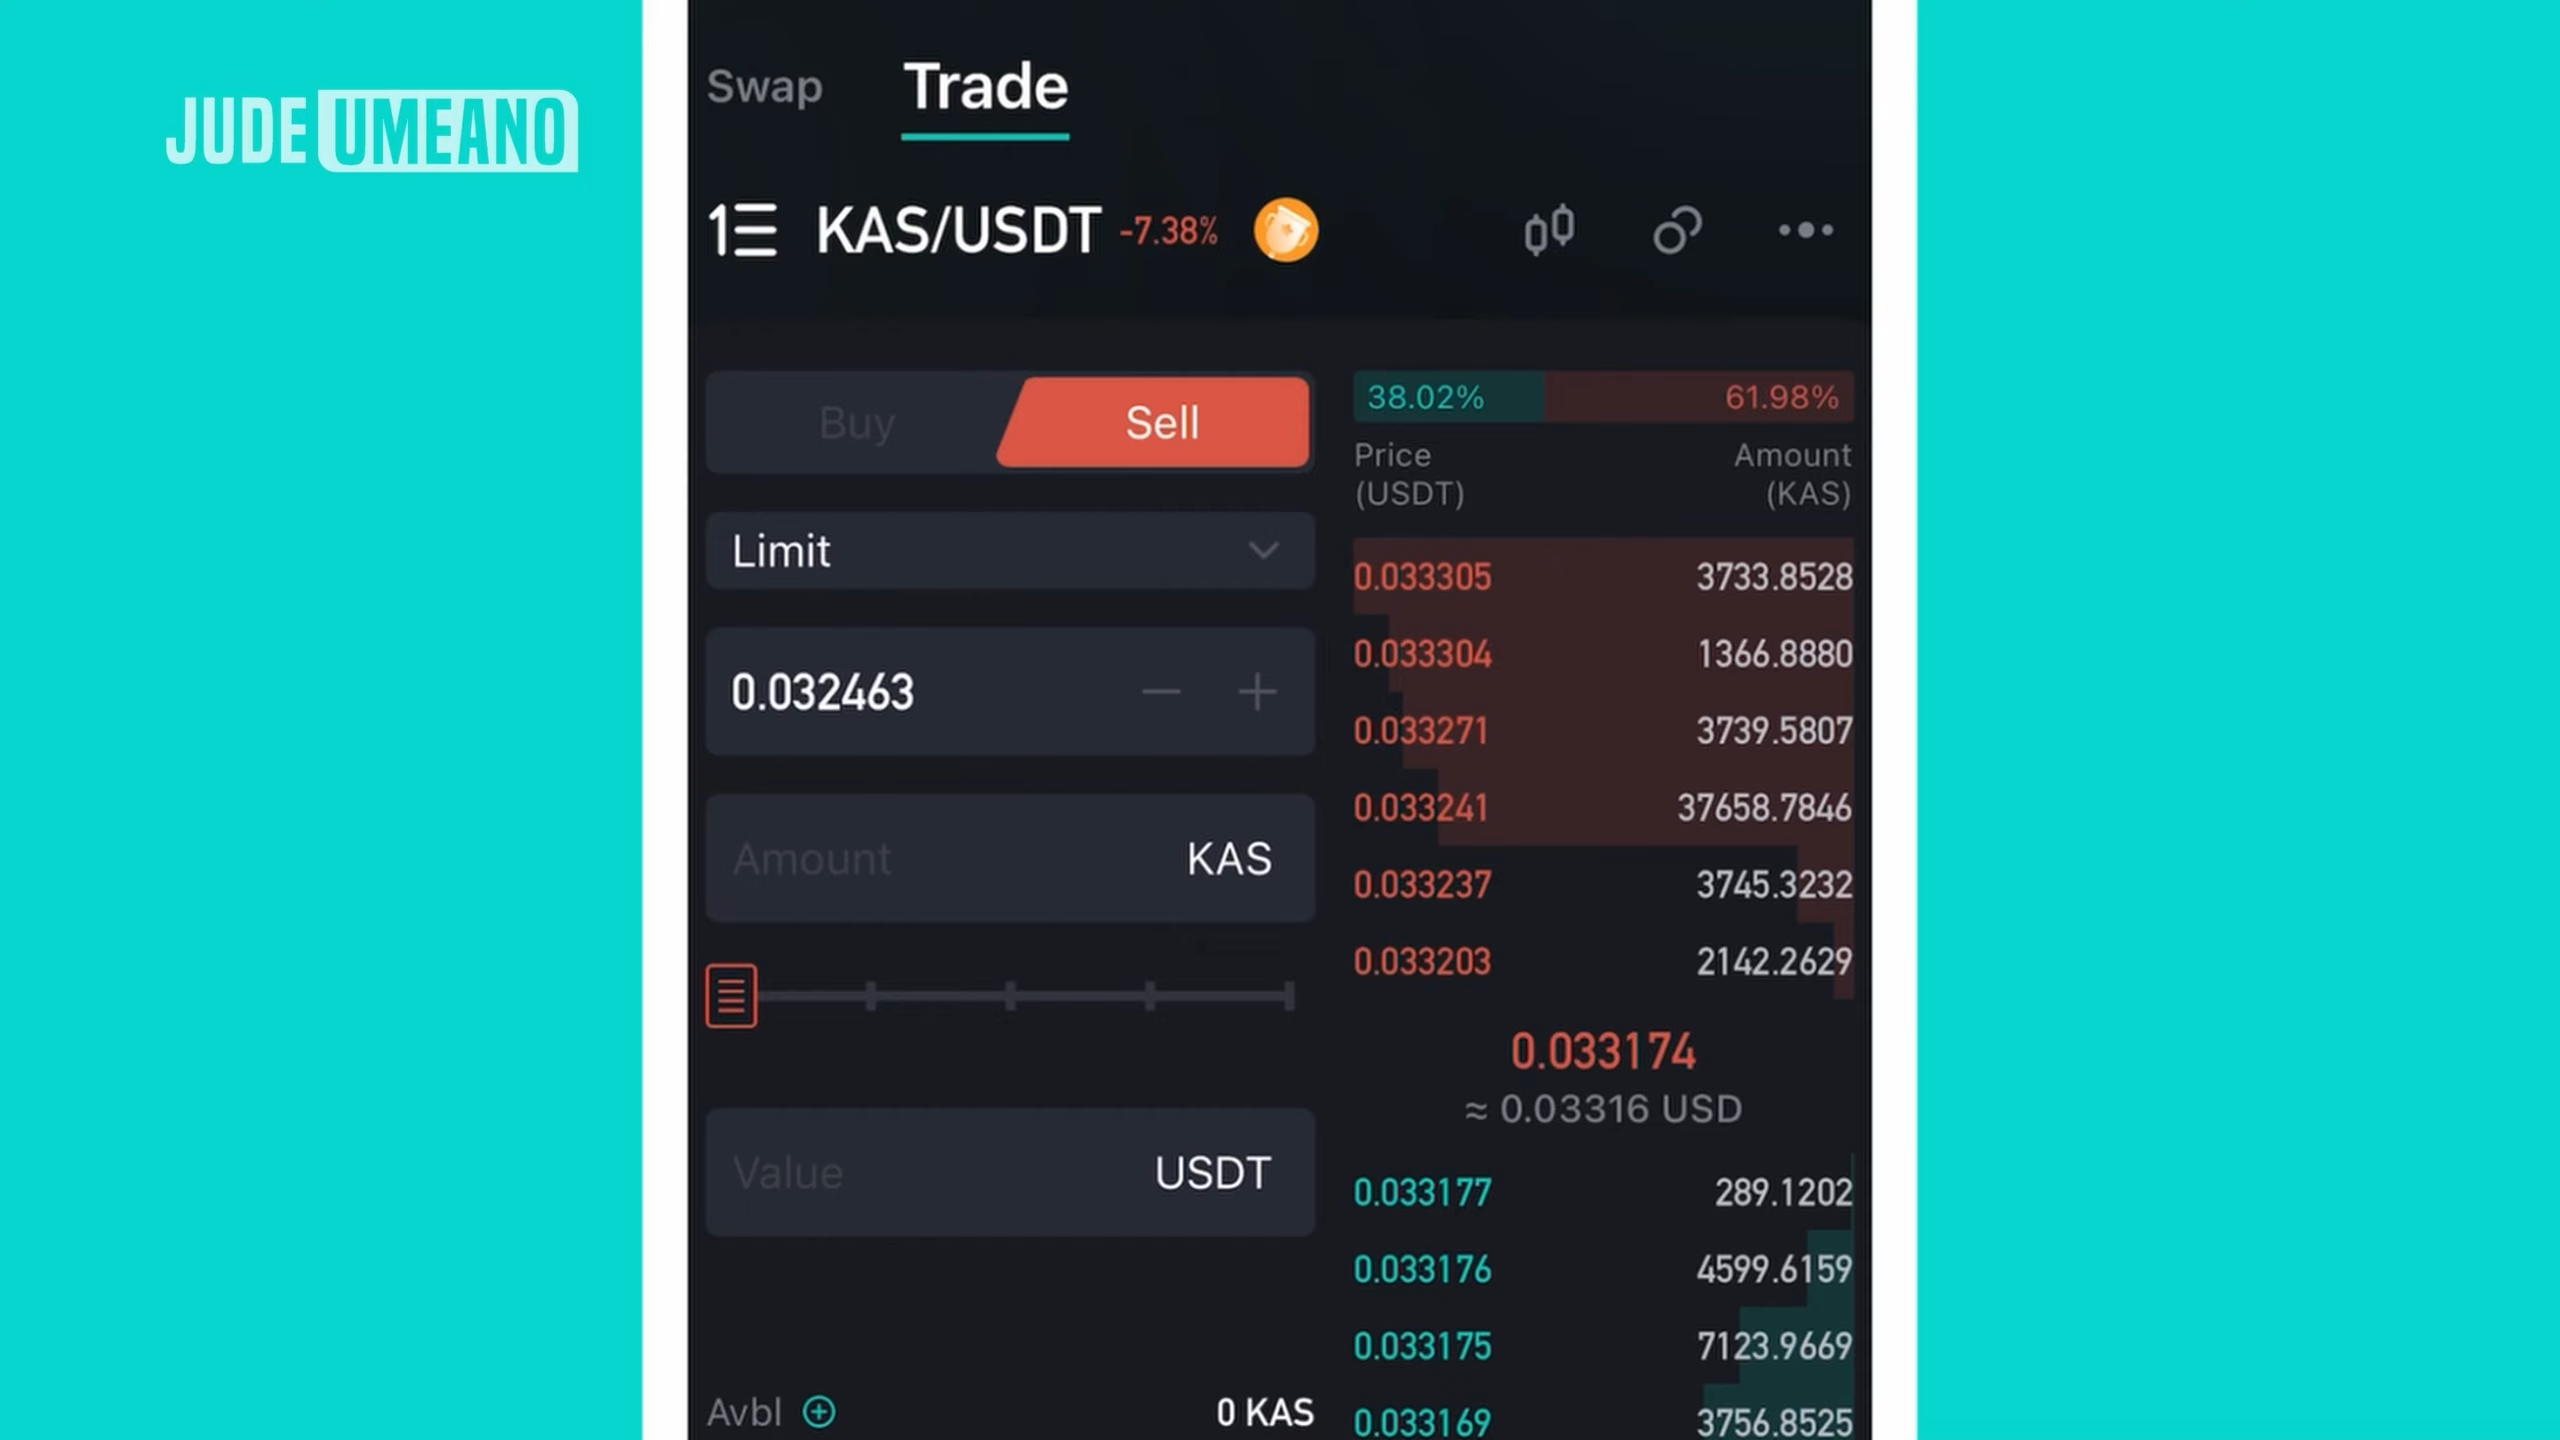 JUDE UMEANO
Swap Trade
KAS/USDT -7.38%
Buy Sell
Limit
0.032463
Amount KAS
Value USDT
Avbl 0 KAS
38.02% 61.98%
Price Amount
(USDT) (KAS)
0.033305 3733.8528
0.033304 1366.8880
0.033271 3739.5807
0.033241 37658.7846
0.033237 3745.3232
0.033203 2142.2629
0.033174
≈ 0.03316 USD
0.033177 289.1202
0.033176 4599.6159
0.033175 7123.9669
0.033169 3756.8525